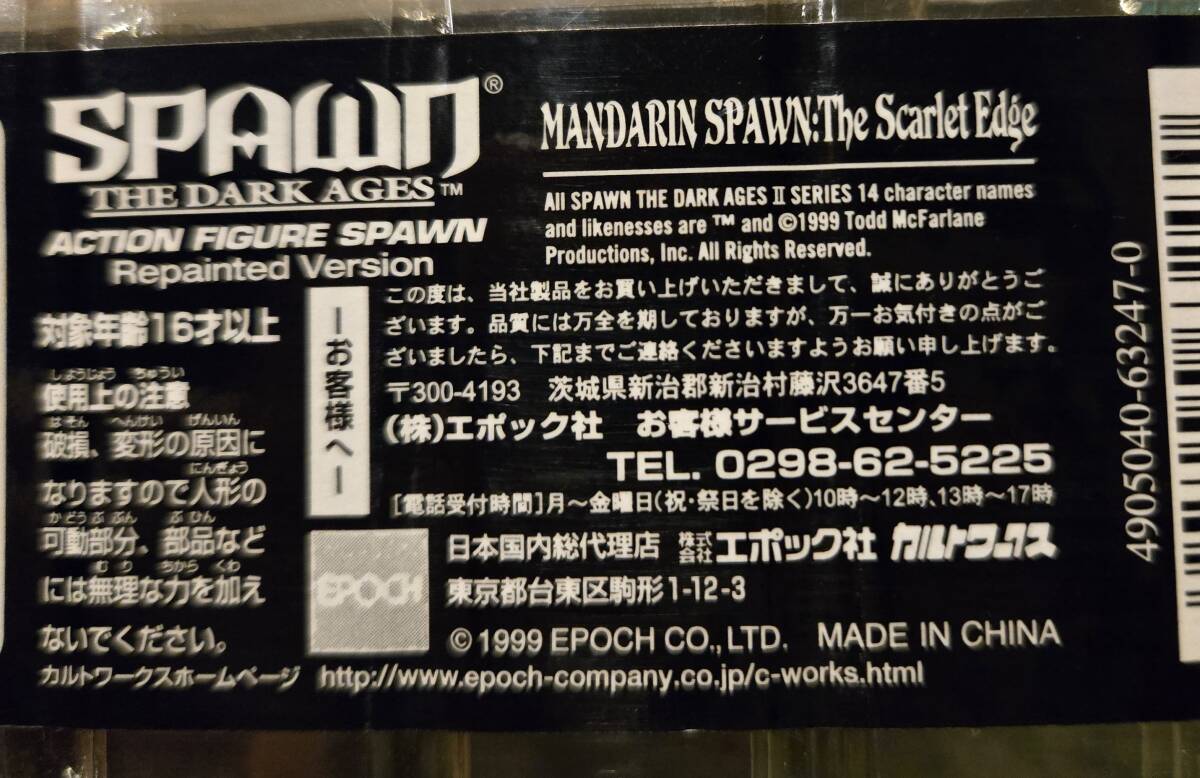 SPAWN®
THE DARK AGES™
ACTION FIGURE SPAWN
Repainted Version
対象年齢16才以上
しようじょう ちゅうい
使用上の注意
はそん へんけい げんいん
破損、変形の原因に
にんぎょう
なりますので人形の
かどうぶぶん ぶひん
可動部分、部品など
むり ちから くわ
には無理な力を加え
ないでください。
MANDARIN SPAWN:The Scarlet Edge
All SPAWN THE DARK AGES II SERIES 14 character names
and likenesses are ™ and ©1999 Todd McFarlane
Productions, Inc. All Rights Reserved.
ーお客様へー
この度は、当社製品をお買い上げいただきまして、誠にありがとうご
ざいます。品質には万全を期しておりますが、万一お気付きの点がご
ざいましたら、下記までご連絡くださいますようお願い申し上げます。
〒300-4193 茨城県新治郡新治村藤沢3647番5
(株)エポック社 お客様サービスセンター
TEL. 0298-62-5225
[電話受付時間]月～金曜日(祝・祭日を除く)10時～12時、13時～17時
EPOCH
日本国内総代理店 株式会社エポック社 カルトワークス
東京都台東区駒形1-12-3
©1999 EPOCH CO., LTD. MADE IN CHINA
カルトワークスホームページ http://www.epoch-company.co.jp/c-works.html
4905040-63247-0